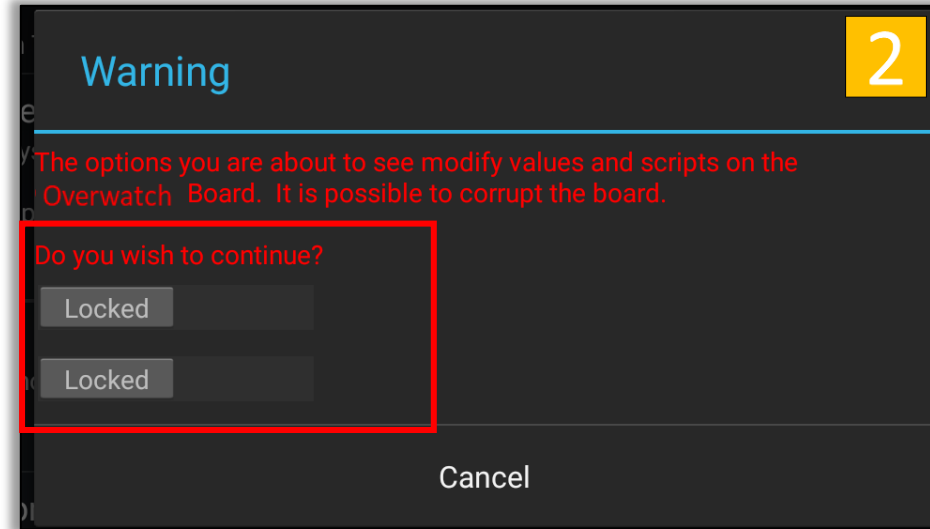 2
Warning
The options you are about to see modify values and scripts on the
Overwatch Board. It is possible to corrupt the board.
Do you wish to continue?
Locked
Locked
Cancel